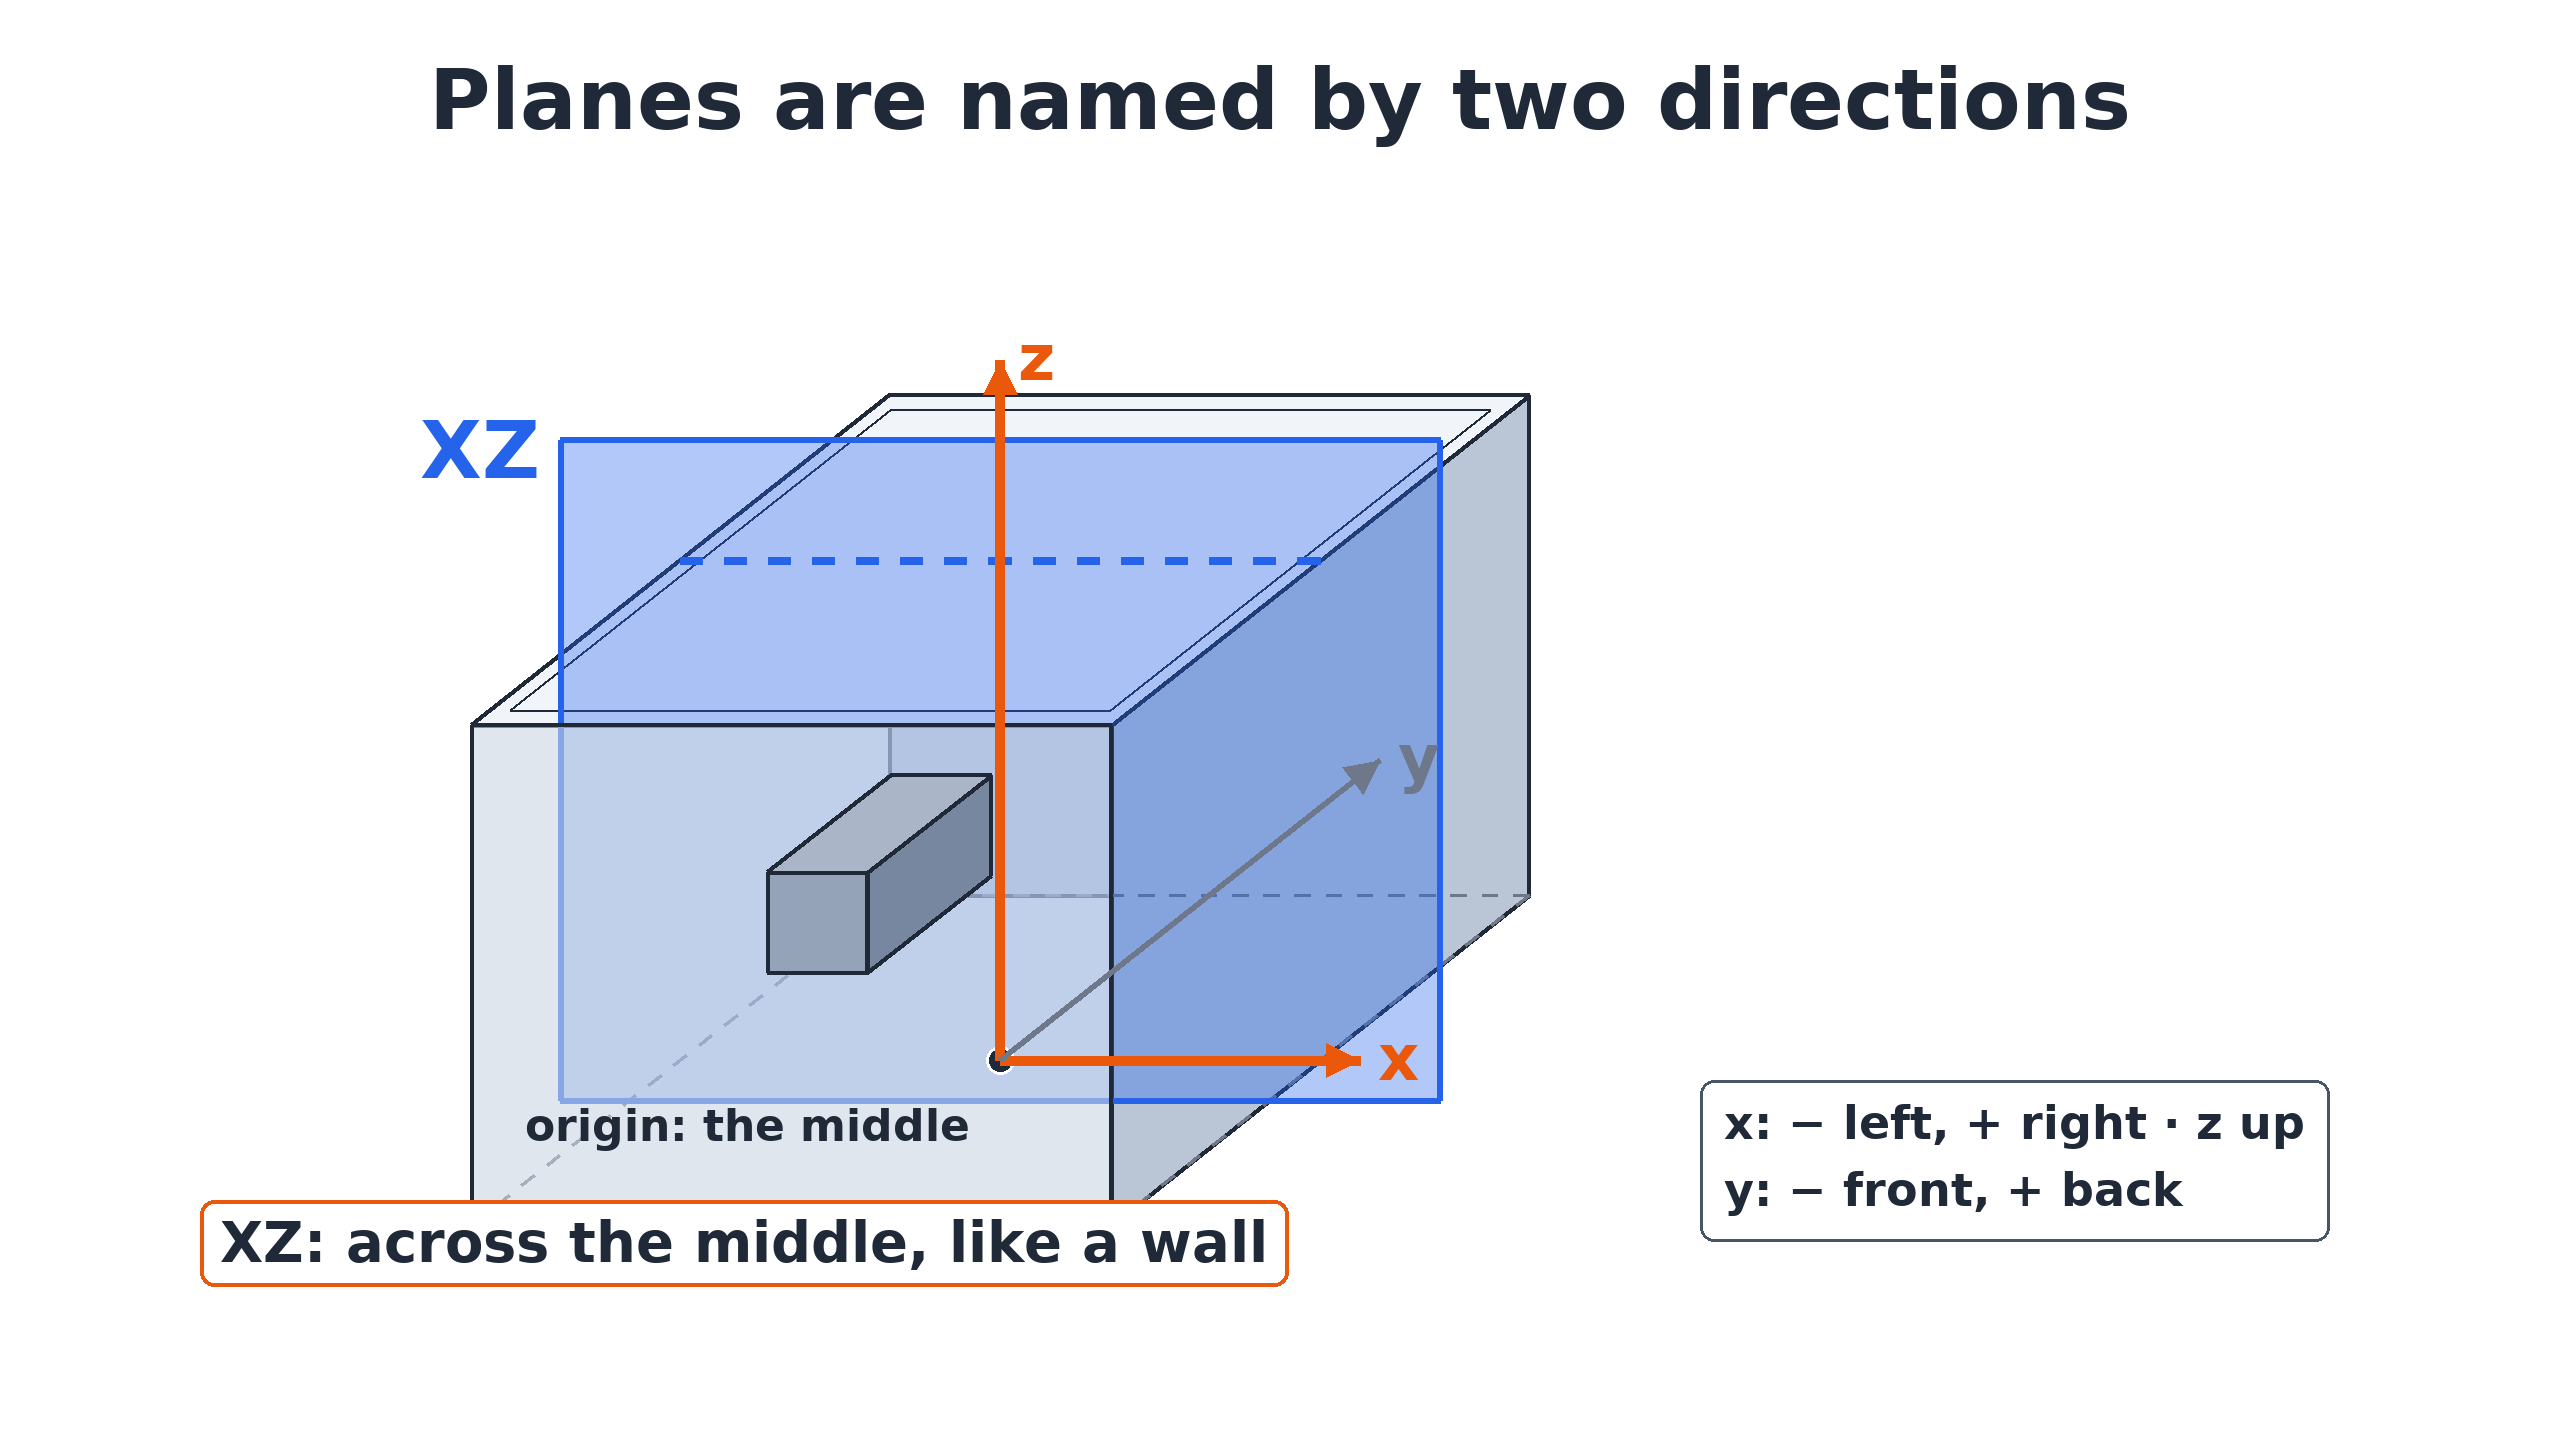 Planes are named by two directions
z
XZ
y
x
origin: the middle
x: − left, + right · z up
y: − front, + back
XZ: across the middle, like a wall